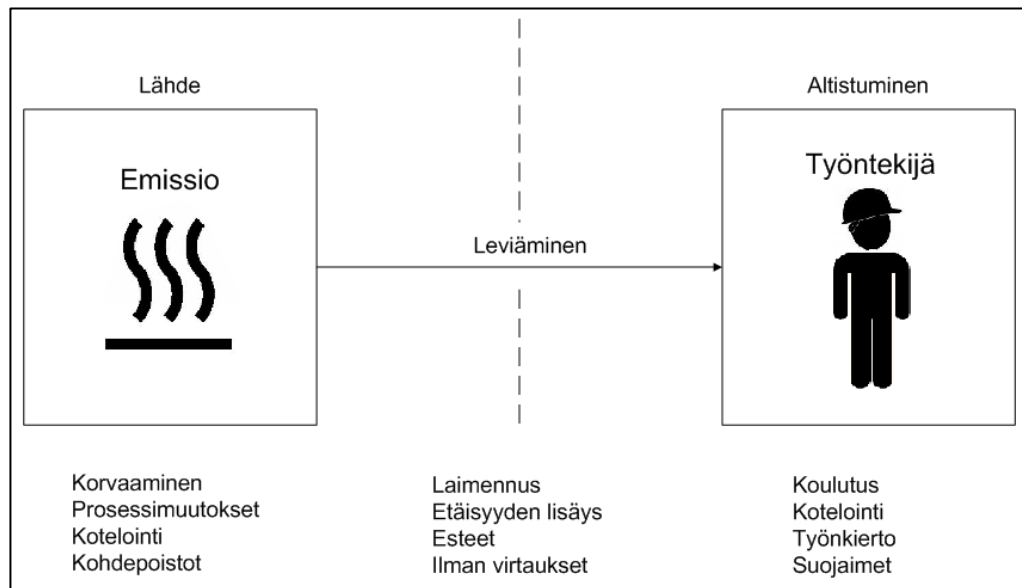 Lähde
Altistuminen
Emissio
Työntekijä
Leviäminen
Korvaaminen
Prosessimuutokset
Kotelointi
Kohdepoistot
Laimennus
Etäisyyden lisäys
Esteet
Ilman virtaukset
Koulutus
Kotelointi
Työnkierto
Suojaimet